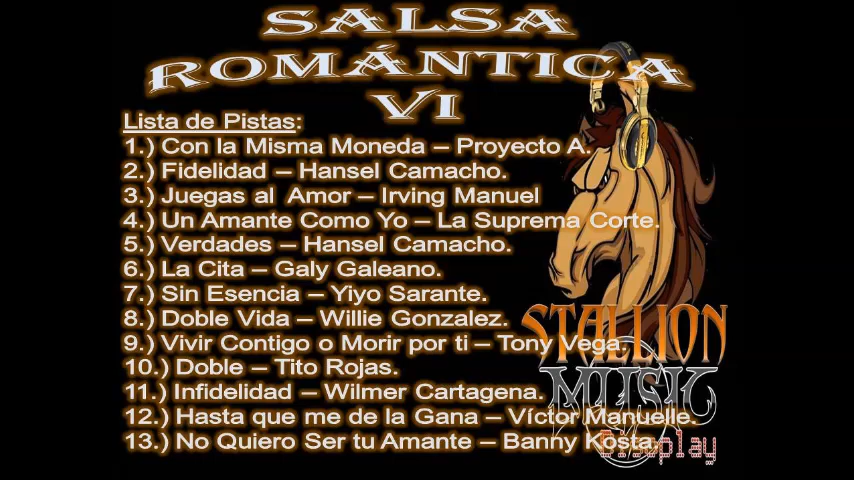 SALSA
ROMÁNTICA
VI
Lista de Pistas:
1.) Con la Misma Moneda – Proyecto A.
2.) Fidelidad – Hansel Camacho.
3.) Juegas al Amor – Irving Manuel
4.) Un Amante Como Yo – La Suprema Corte.
5.) Verdades – Hansel Camacho.
6.) La Cita – Galy Galeano.
7.) Sin Esencia – Yiyo Sarante.
8.) Doble Vida – Willie Gonzalez.
9.) Vivir Contigo o Morir por ti – Tony Vega.
10.) Doble – Tito Rojas.
11.) Infidelidad – Wilmer Cartagena.
12.) Hasta que me de la Gana – Víctor Manuelle.
13.) No Quiero Ser tu Amante – Banny Kosta.
STALLION
MUSIC
Discplay